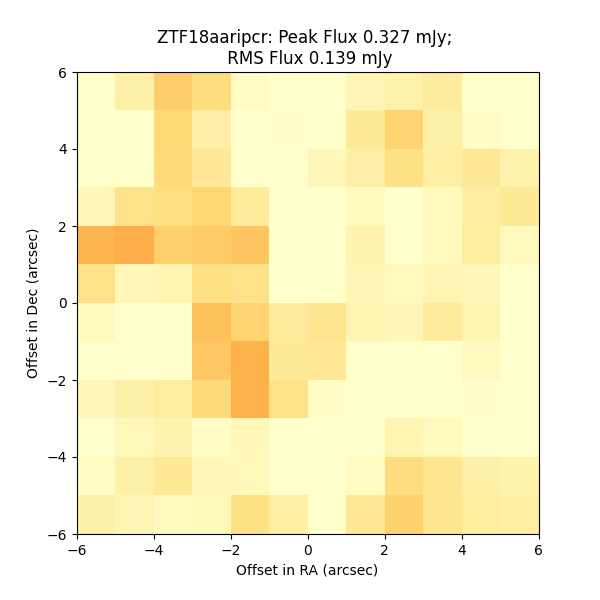 ZTF18aaripcr: Peak Flux 0.327 mJy;
RMS Flux 0.139 mJy
6
4
2
0
−2
−4
−6
Offset in Dec (arcsec)
−6 −4 −2 0 2 4 6
Offset in RA (arcsec)